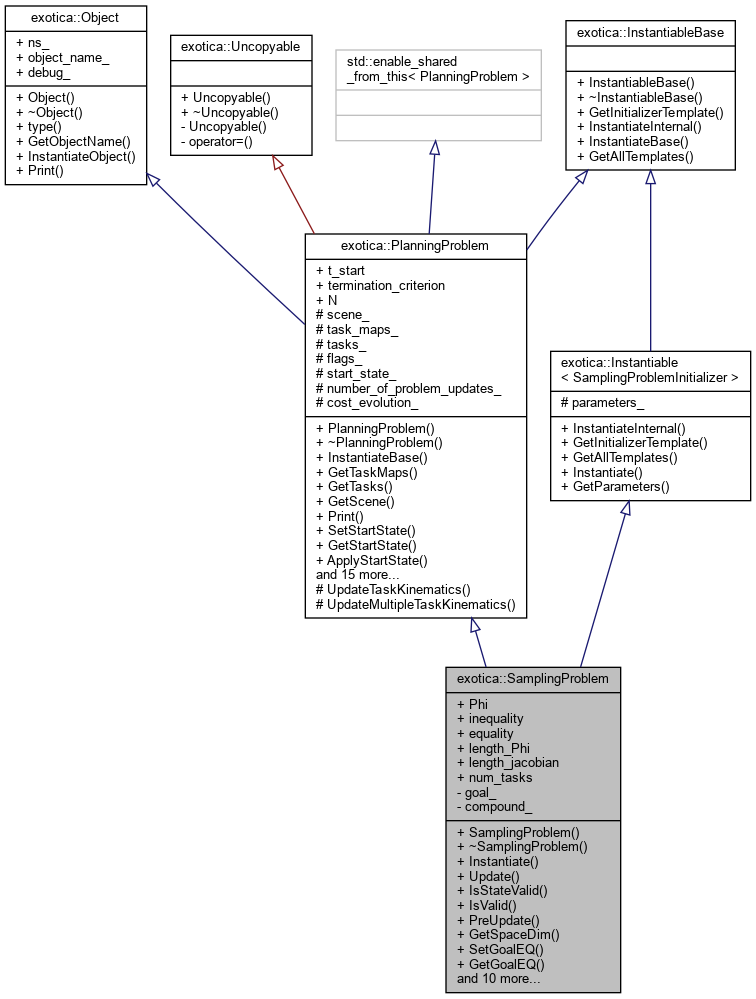 exotica::Object
+ ns_
+ object_name_
+ debug_
+ Object()
+ ~Object()
+ type()
+ GetObjectName()
+ InstantiateObject()
+ Print()
exotica::Uncopyable
+ Uncopyable()
+ ~Uncopyable()
- Uncopyable()
- operator=()
std::enable_shared
_from_this< PlanningProblem >
exotica::InstantiableBase
+ InstantiableBase()
+ ~InstantiableBase()
+ GetInitializerTemplate()
+ InstantiateInternal()
+ InstantiateBase()
+ GetAllTemplates()
exotica::PlanningProblem
+ t_start
+ termination_criterion
+ N
# scene_
# task_maps_
# tasks_
# flags_
# start_state_
# number_of_problem_updates_
# cost_evolution_
+ PlanningProblem()
+ ~PlanningProblem()
+ InstantiateBase()
+ GetTaskMaps()
+ GetTasks()
+ GetScene()
+ Print()
+ SetStartState()
+ GetStartState()
+ ApplyStartState()
and 15 more...
# UpdateTaskKinematics()
# UpdateMultipleTaskKinematics()
exotica::Instantiable
< SamplingProblemInitializer >
# parameters_
+ InstantiateInternal()
+ GetInitializerTemplate()
+ GetAllTemplates()
+ Instantiate()
+ GetParameters()
exotica::SamplingProblem
+ Phi
+ inequality
+ equality
+ length_Phi
+ length_jacobian
+ num_tasks
- goal_
- compound_
+ SamplingProblem()
+ ~SamplingProblem()
+ Instantiate()
+ Update()
+ IsStateValid()
+ IsValid()
+ PreUpdate()
+ GetSpaceDim()
+ SetGoalEQ()
+ GetGoalEQ()
and 10 more...